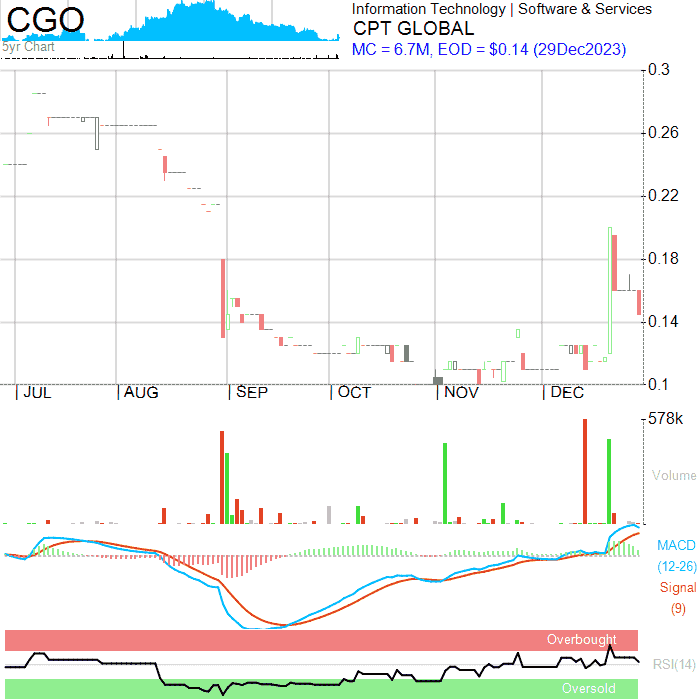 CGO
5yr Chart
Information Technology | Software & Services
CPT GLOBAL
MC = 6.7M, EOD = $0.14 (29Dec2023)
0.3
0.26
0.22
0.18
0.14
0.1
|JUL |AUG |SEP |OCT |NOV |DEC
578k
Volume
MACD
(12-26)
Signal
(9)
Overbought
RSI(14)
Oversold